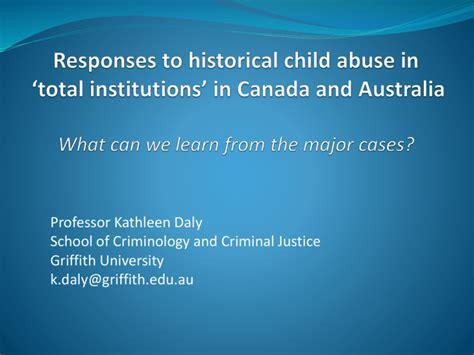 Responses to historical child abuse in
‘total institutions’ in Canada and Australia
What can we learn from the major cases?
Professor Kathleen Daly
School of Criminology and Criminal Justice
Griffith University
k.daly@griffith.edu.au